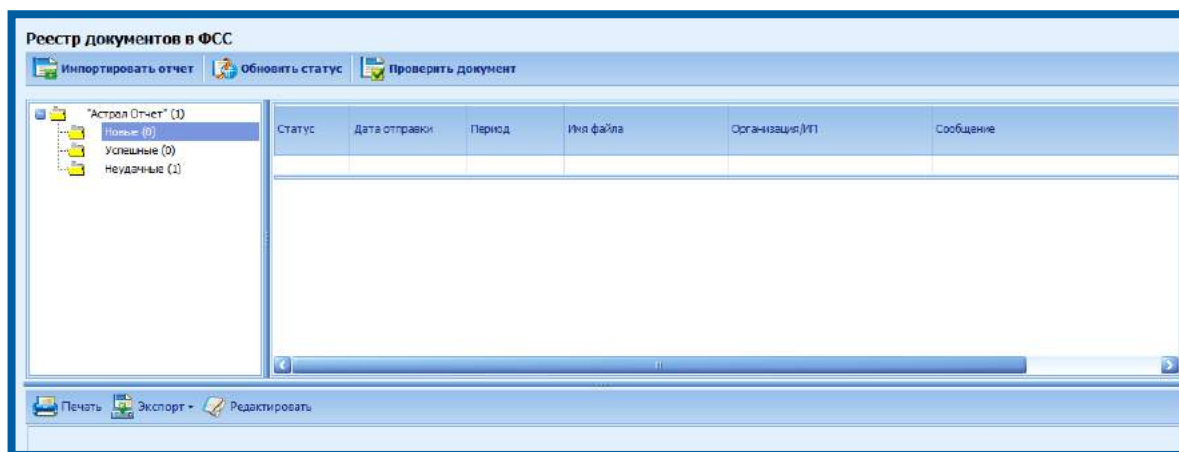 Реестр документов в ФСС
Импортировать отчет Обновить статус Проверить документ
"Астрал Отчет" (1)
Новые (0)
Успешные (0)
Неудачные (1)
Статус Дата отправки Период Имя файла Организация/ИП Сообщение
Печать Экспорт Редактировать